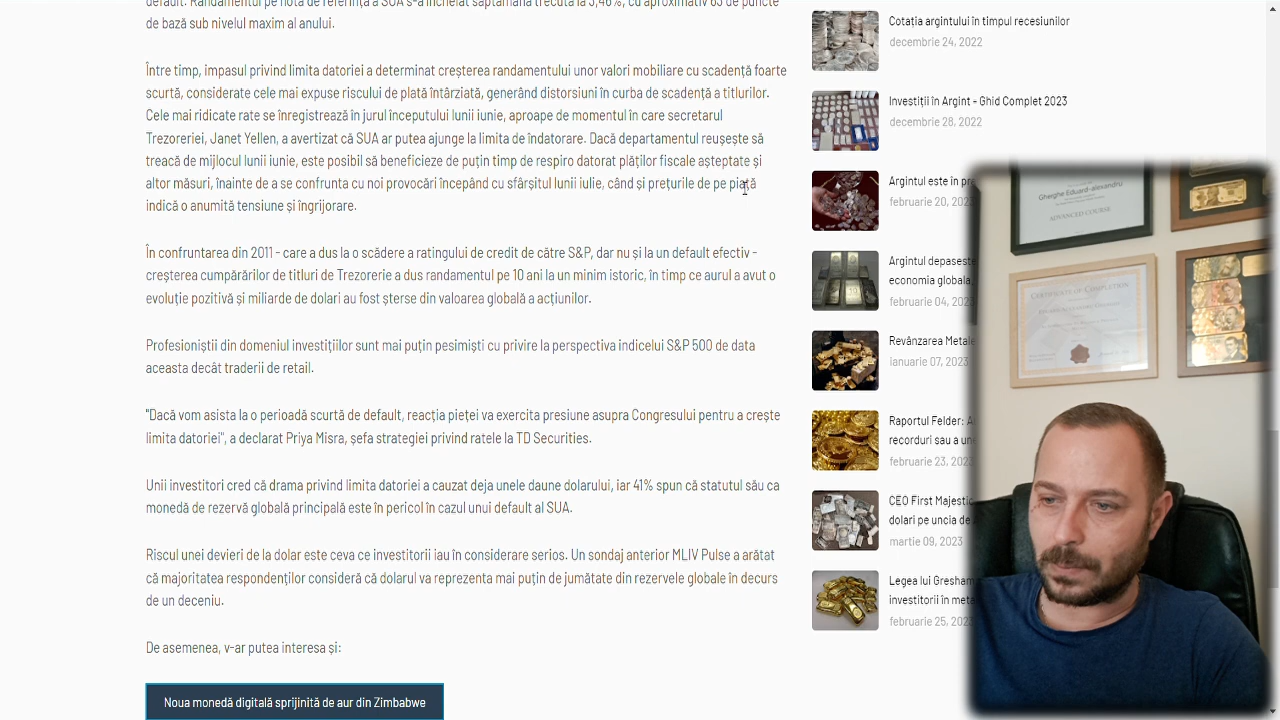 default. Randamentul pe nota de referință a SUA s-a încheiat săptămâna trecută la 3,46%, cu aproximativ 63 de puncte
de bază sub nivelul maxim al anului.
Între timp, impasul privind limita datoriei a determinat creșterea randamentului unor valori mobiliare cu scadență foarte
scurtă, considerate cele mai expuse riscului de plată întârziată, generând distorsiuni în curba de scadență a titlurilor.
Cele mai ridicate rate se înregistrează în jurul începutului lunii iunie, aproape de momentul în care secretarul
Trezoreriei, Janet Yellen, a avertizat că SUA ar putea ajunge la limita de îndatorare. Dacă departamentul reușește să
treacă de mijlocul lunii iunie, este posibil să beneficieze de puțin timp de respiro datorat plăților fiscale așteptate și
altor măsuri, înainte de a se confrunta cu noi provocări începând cu sfârșitul lunii iulie, când și prețurile de pe piață
indică o anumită tensiune și îngrijorare.
În confruntarea din 2011 - care a dus la o scădere a ratingului de credit de către S&P, dar nu și la un default efectiv -
creșterea cumpărării de titluri de Trezorerie a dus randamentul pe 10 ani la un minim istoric, în timp ce aurul a avut o
evoluție pozitivă și miliarde de dolari au fost șterse din valoarea globală a acțiunilor.
Profesioniștii din domeniul investițiilor sunt mai puțin pesimiști cu privire la perspectiva indicelui S&P 500 de data
aceasta decât traderii de retail.
"Dacă vom asista la o perioadă scurtă de default, reacția pieței va exercita presiune asupra Congresului pentru a crește
limita datoriei", a declarat Priya Misra, șefa strategiei privind ratele la TD Securities.
Unii investitori cred că drama privind limita datoriei a cauzat deja unele daune dolarului, iar 41% spun că statutul său ca
monedă de rezervă globală principală este în pericol în cazul unui default al SUA.
Riscul unei devieri de la dolar este ceva ce investitorii iau în considerare serios. Un sondaj anterior MLIV Pulse a arătat
că majoritatea respondenților consideră că dolarul va reprezenta mai puțin de jumătate din rezervele globale în decurs
de un deceniu.
De asemenea, v-ar putea interesa și:
Noua monedă digitală sprijinită de aur din Zimbabwe
Cotația argintului în timpul recesiunilor
decembrie 24, 2022
Investiții în Argint - Ghid Complet 2023
decembrie 28, 2022
Argintul este în
februarie 20,
Argintul depaseste
economia globala,
februarie 04, 2023
Revânzarea
ianuarie 07, 2023
Raportul Felder:
recorduri sau a
februarie 23, 2023
CEO First Majestic
dolari pe uncia de
martie 09, 2023
Legea lui Gresham
investitorii în
februarie 25, 2023
Gheghe Eduard-alexandru
ADVANCED COURSE
CERTIFICATE OF COMPLETION